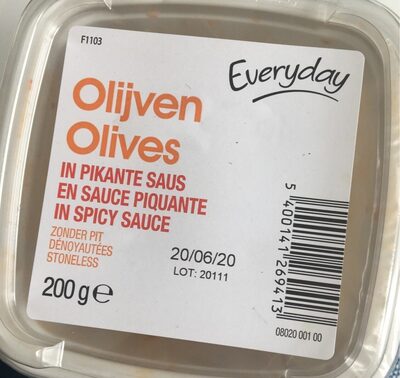 F1103
Everyday
Olijven
Olives
IN PIKANTE SAUS
EN SAUCE PIQUANTE
IN SPICY SAUCE
ZONDER PIT
DÉNOYAUTÉES
STONELESS
20/06/20
LOT: 20111
200 g e
5 400141 269413
08020 001 00